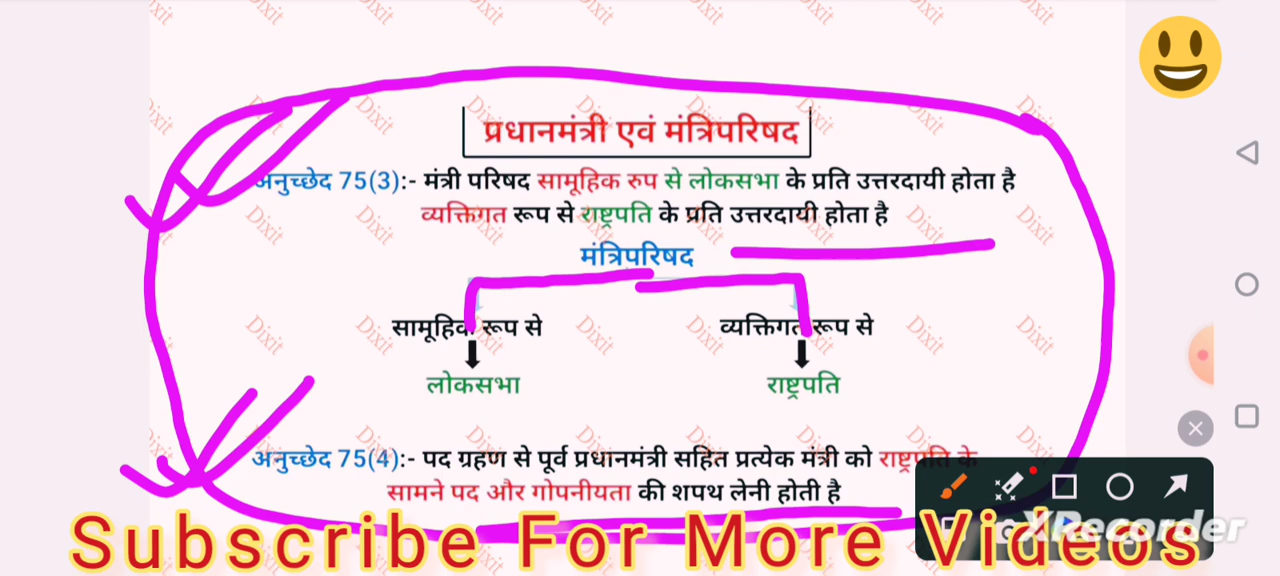 प्रधानमंत्री एवं मंत्रिपरिषद
अनुच्छेद 75(3):- मंत्री परिषद सामूहिक रुप से लोकसभा के प्रति उत्तरदायी होता है
व्यक्तिगत रूप से राष्ट्रपति के प्रति उत्तरदायी होता है
मंत्रिपरिषद
सामूहिक रूप से
व्यक्तिगत रूप से
लोकसभा
राष्ट्रपति
अनुच्छेद 75(4):- पद ग्रहण से पूर्व प्रधानमंत्री सहित प्रत्येक मंत्री को राष्ट्रपति के
सामने पद और गोपनीयता की शपथ लेनी होती है
Subscribe For More Videos
XRecorder
Dixit